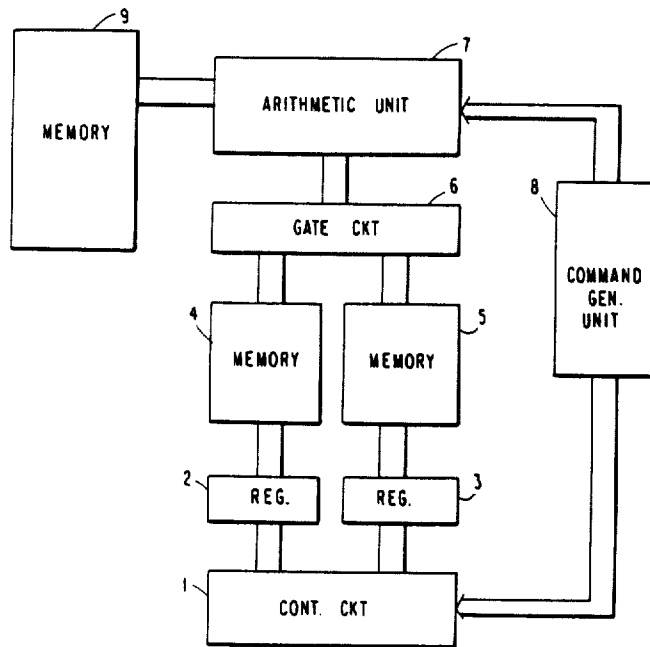 9
MEMORY
7
ARITHMETIC UNIT
6
GATE CKT
8
COMMAND
GEN.
UNIT
4
MEMORY
5
MEMORY
2
REG.
3
REG.
1
CONT. CKT